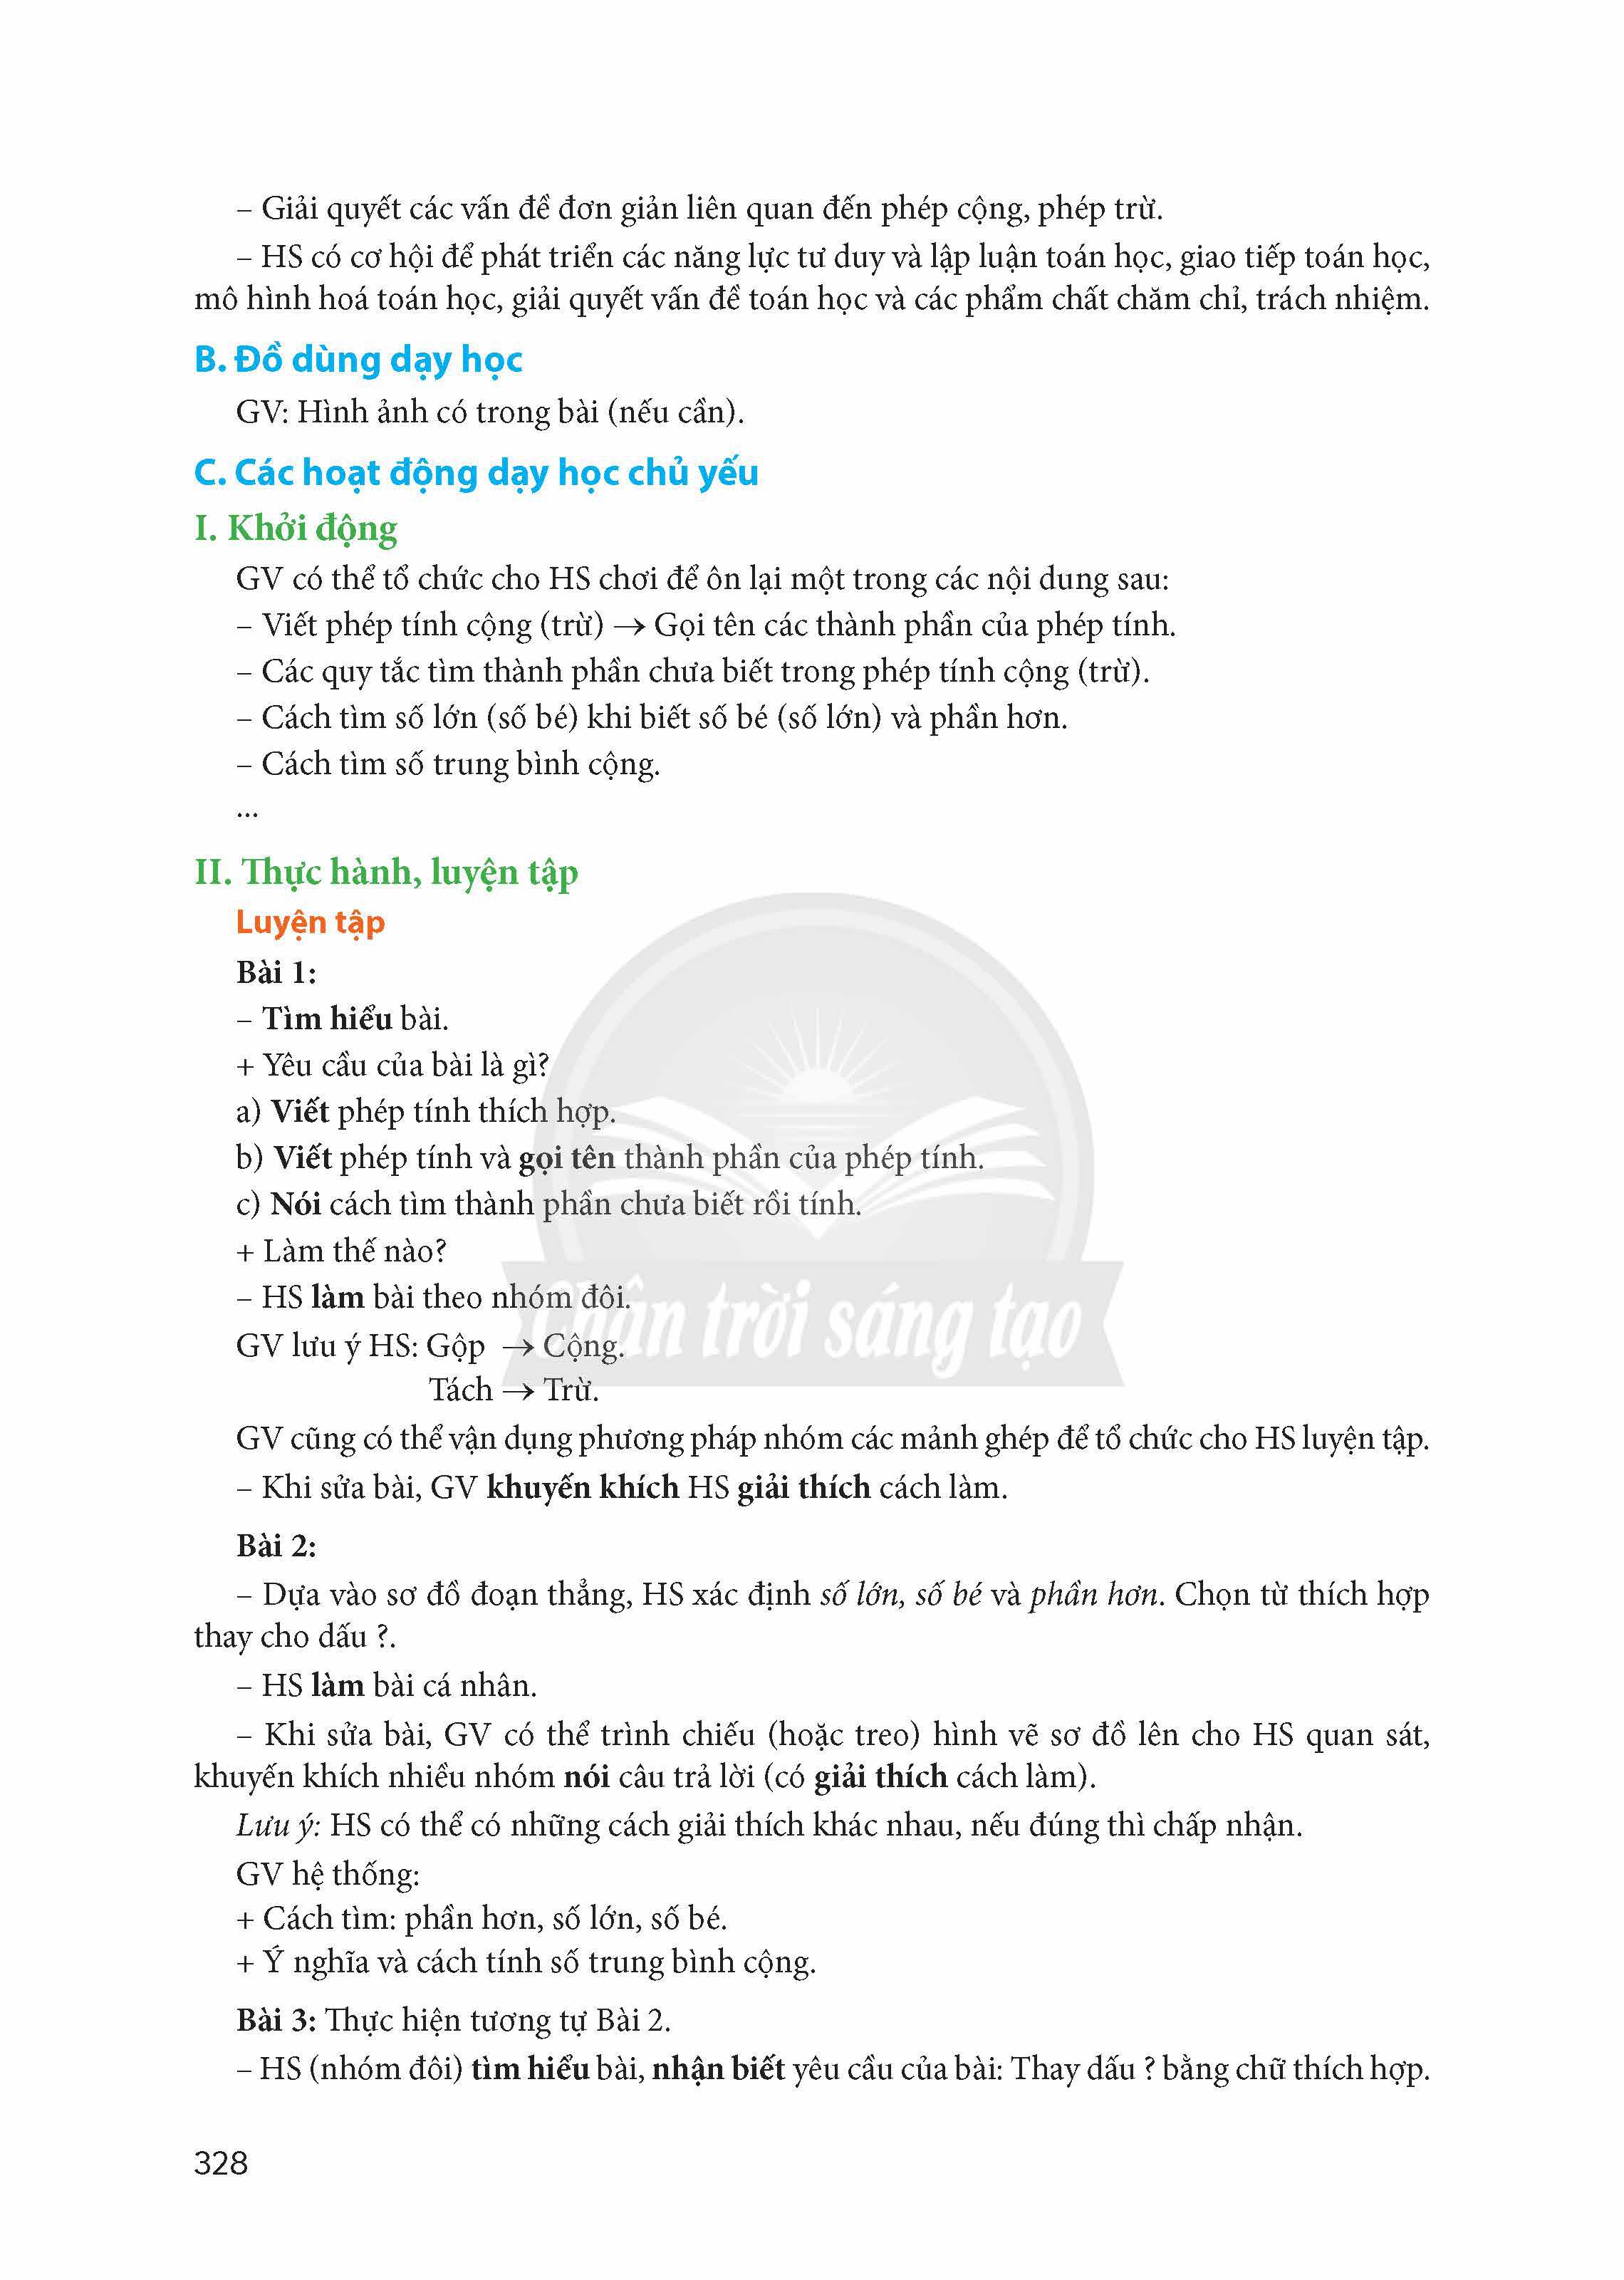 – Giải quyết các vấn đề đơn giản liên quan đến phép cộng, phép trừ.
– HS có cơ hội để phát triển các năng lực tư duy và lập luận toán học, giao tiếp toán học,
mô hình hoá toán học, giải quyết vấn đề toán học và các phẩm chất chăm chỉ, trách nhiệm.
B. Đồ dùng dạy học
GV: Hình ảnh có trong bài (nếu cần).
C. Các hoạt động dạy học chủ yếu
I. Khởi động
GV có thể tổ chức cho HS chơi để ôn lại một trong các nội dung sau:
– Viết phép tính cộng (trừ) → Gọi tên các thành phần của phép tính.
– Các quy tắc tìm thành phần chưa biết trong phép tính cộng (trừ).
– Cách tìm số lớn (số bé) khi biết số bé (số lớn) và phần hơn.
– Cách tìm số trung bình cộng.
...
II. Thực hành, luyện tập
Luyện tập
Bài 1:
– Tìm hiểu bài.
+ Yêu cầu của bài là gì?
a) Viết phép tính thích hợp.
b) Viết phép tính và gọi tên thành phần của phép tính.
c) Nói cách tìm thành phần chưa biết rồi tính.
+ Làm thế nào?
– HS làm bài theo nhóm đôi.
Chân trời sáng tạo
GV lưu ý HS: Gộp → Cộng.
Tách → Trừ.
GV cũng có thể vận dụng phương pháp nhóm các mảnh ghép để tổ chức cho HS luyện tập.
– Khi sửa bài, GV khuyến khích HS giải thích cách làm.
Bài 2:
– Dựa vào sơ đồ đoạn thẳng, HS xác định số lớn, số bé và phần hơn. Chọn từ thích hợp
thay cho dấu ?.
– HS làm bài cá nhân.
– Khi sửa bài, GV có thể trình chiếu (hoặc treo) hình vẽ sơ đồ lên cho HS quan sát,
khuyến khích nhiều nhóm nói câu trả lời (có giải thích cách làm).
Lưu ý: HS có thể có những cách giải thích khác nhau, nếu đúng thì chấp nhận.
GV hệ thống:
+ Cách tìm: phần hơn, số lớn, số bé.
+ Ý nghĩa và cách tính số trung bình cộng.
Bài 3: Thực hiện tương tự Bài 2.
– HS (nhóm đôi) tìm hiểu bài, nhận biết yêu cầu của bài: Thay dấu ? bằng chữ thích hợp.
328